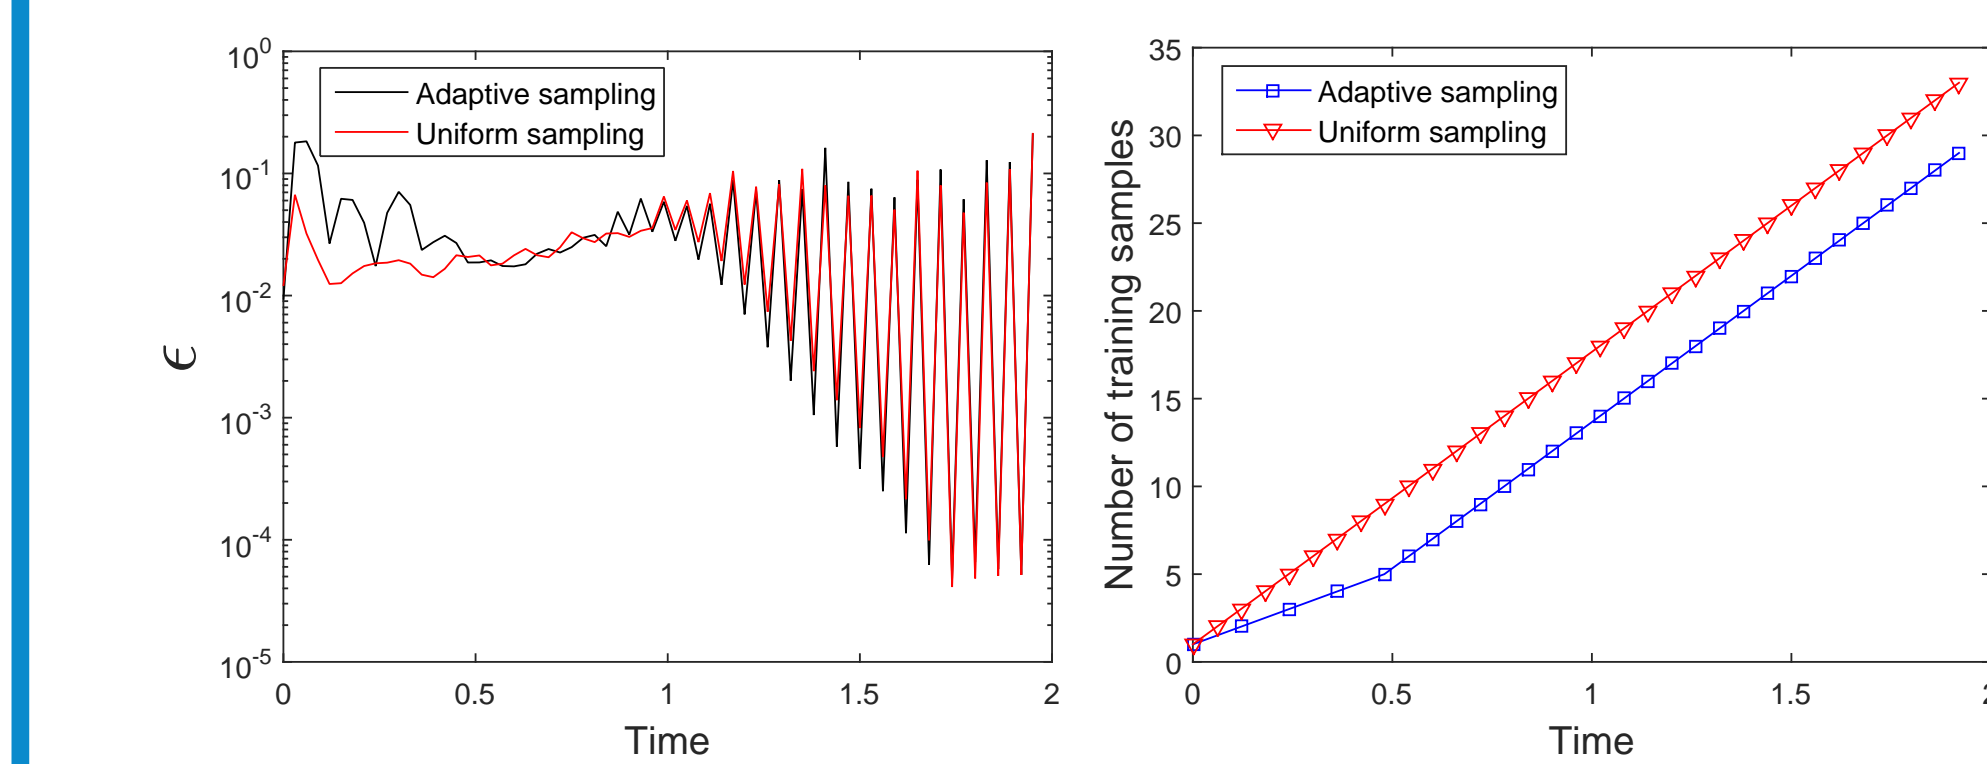 10^0
10^-1
10^-2
10^-3
10^-4
10^-5
ϵ
Adaptive sampling
Uniform sampling
0 0.5 1 1.5 2
Time
35
30
25
20
15
10
5
0
Number of training samples
Adaptive sampling
Uniform sampling
0 0.5 1 1.5 2
Time